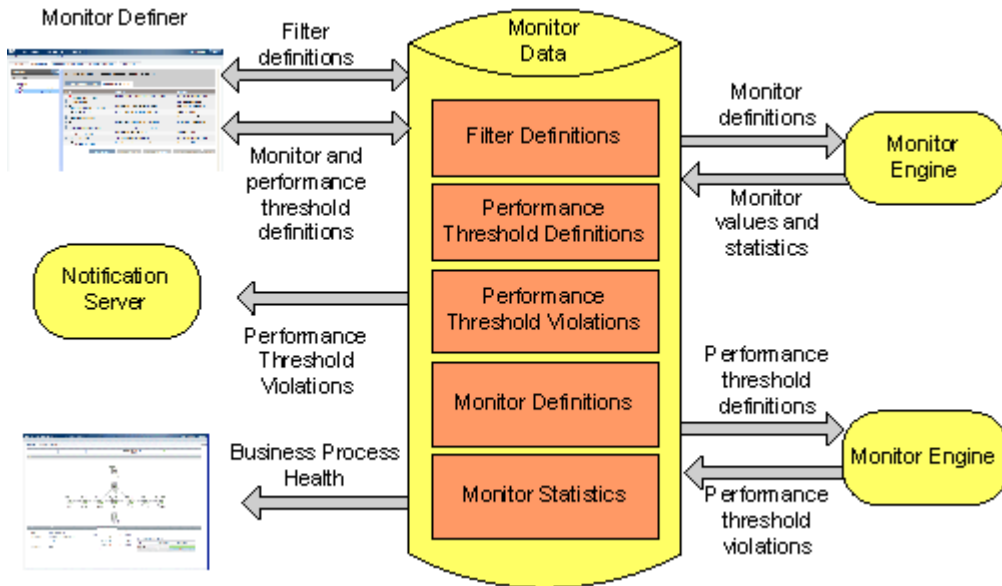 Monitor Definer
Filter
definitions
Monitor and
performance
threshold
definitions
Notification
Server
Performance
Threshold
Violations
Business Process
Health
Monitor
Data
Filter Definitions
Performance
Threshold Definitions
Performance
Threshold Violations
Monitor Definitions
Monitor Statistics
Monitor
definitions
Monitor
Engine
Monitor
values and
statistics
Performance
threshold
definitions
Monitor Engine
Performance
threshold
violations